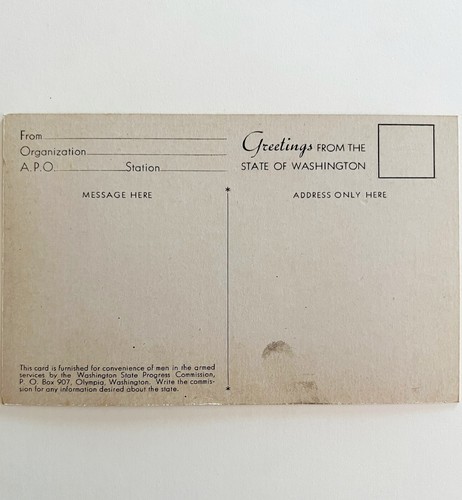 From
Organization
A. P. O. Station
Greetings FROM THE
STATE OF WASHINGTON
MESSAGE HERE
ADDRESS ONLY HERE
This card is furnished for convenience of men in the armed
services by the Washington State Progress Commission,
P. O. Box 907, Olympia, Washington. Write the commis-
sion for any information desired about the state.